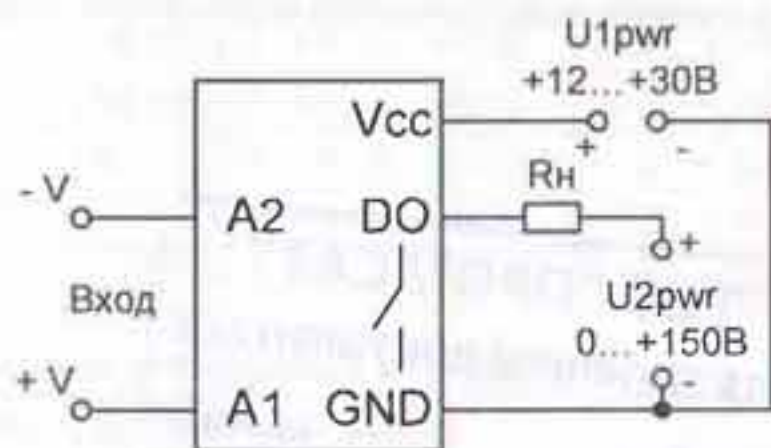 U1pwr
+12...+30В
Vcc
+
-
Rн
- V
A2
DO
+
Вход
U2pwr
0...+150В
+ V
A1
GND
-